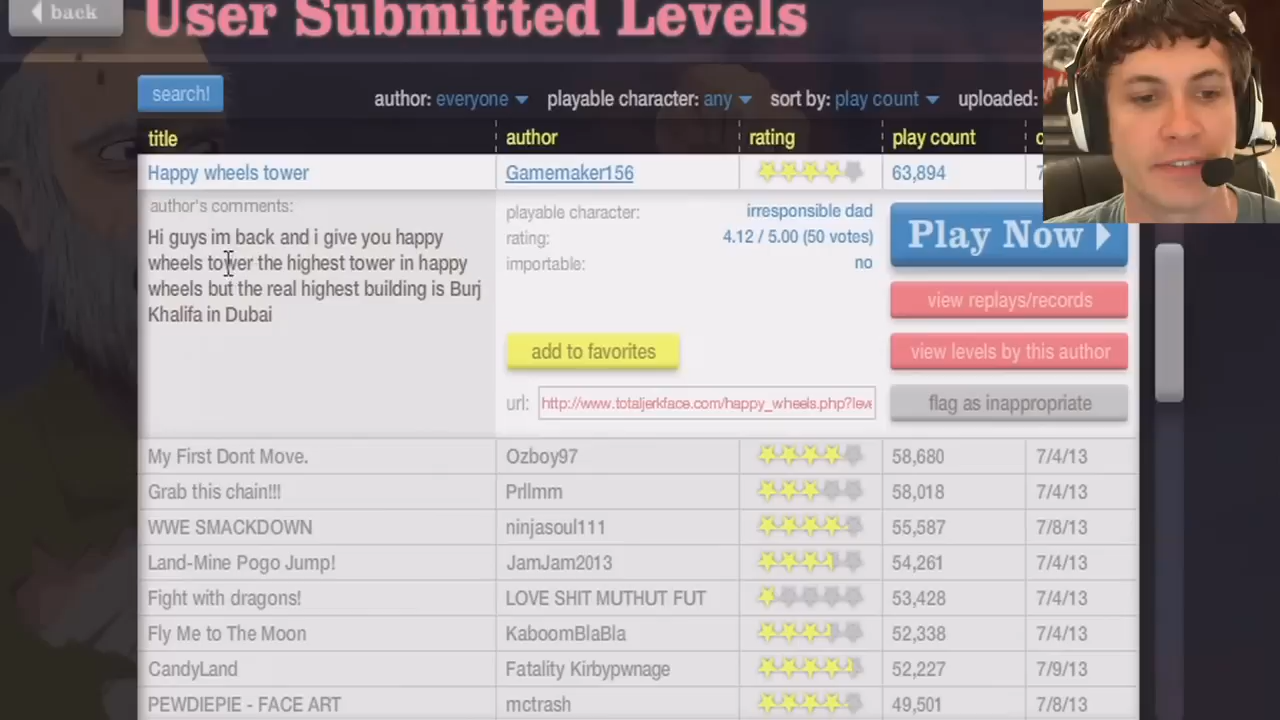 back
User Submitted Levels
search!
author: everyone playable character: any sort by: play count uploaded:
title author rating play count
Happy wheels tower Gamemaker156 63,894
author's comments:
Hi guys im back and i give you happy
wheels tower the highest tower in happy
wheels but the real highest building is Burj
Khalifa in Dubai
playable character: irresponsible dad
rating: 4.12 / 5.00 (50 votes)
importable: no
add to favorites
url: http://www.totaljerkface.com/happy_wheels.php?leve
Play Now
view replays/records
view levels by this author
flag as inappropriate
My First Dont Move. Ozboy97 58,680 7/4/13
Grab this chain!!! Prllmm 58,018 7/4/13
WWE SMACKDOWN ninjasoul111 55,587 7/8/13
Land-Mine Pogo Jump! JamJam2013 54,261 7/4/13
Fight with dragons! LOVE SHIT MUTHUT FUT 53,428 7/4/13
Fly Me to The Moon KaboomBlaBla 52,338 7/4/13
CandyLand Fatality Kirbypwnage 52,227 7/9/13
PEWDIEPIE - FACE ART mctrash 49,501 7/8/13